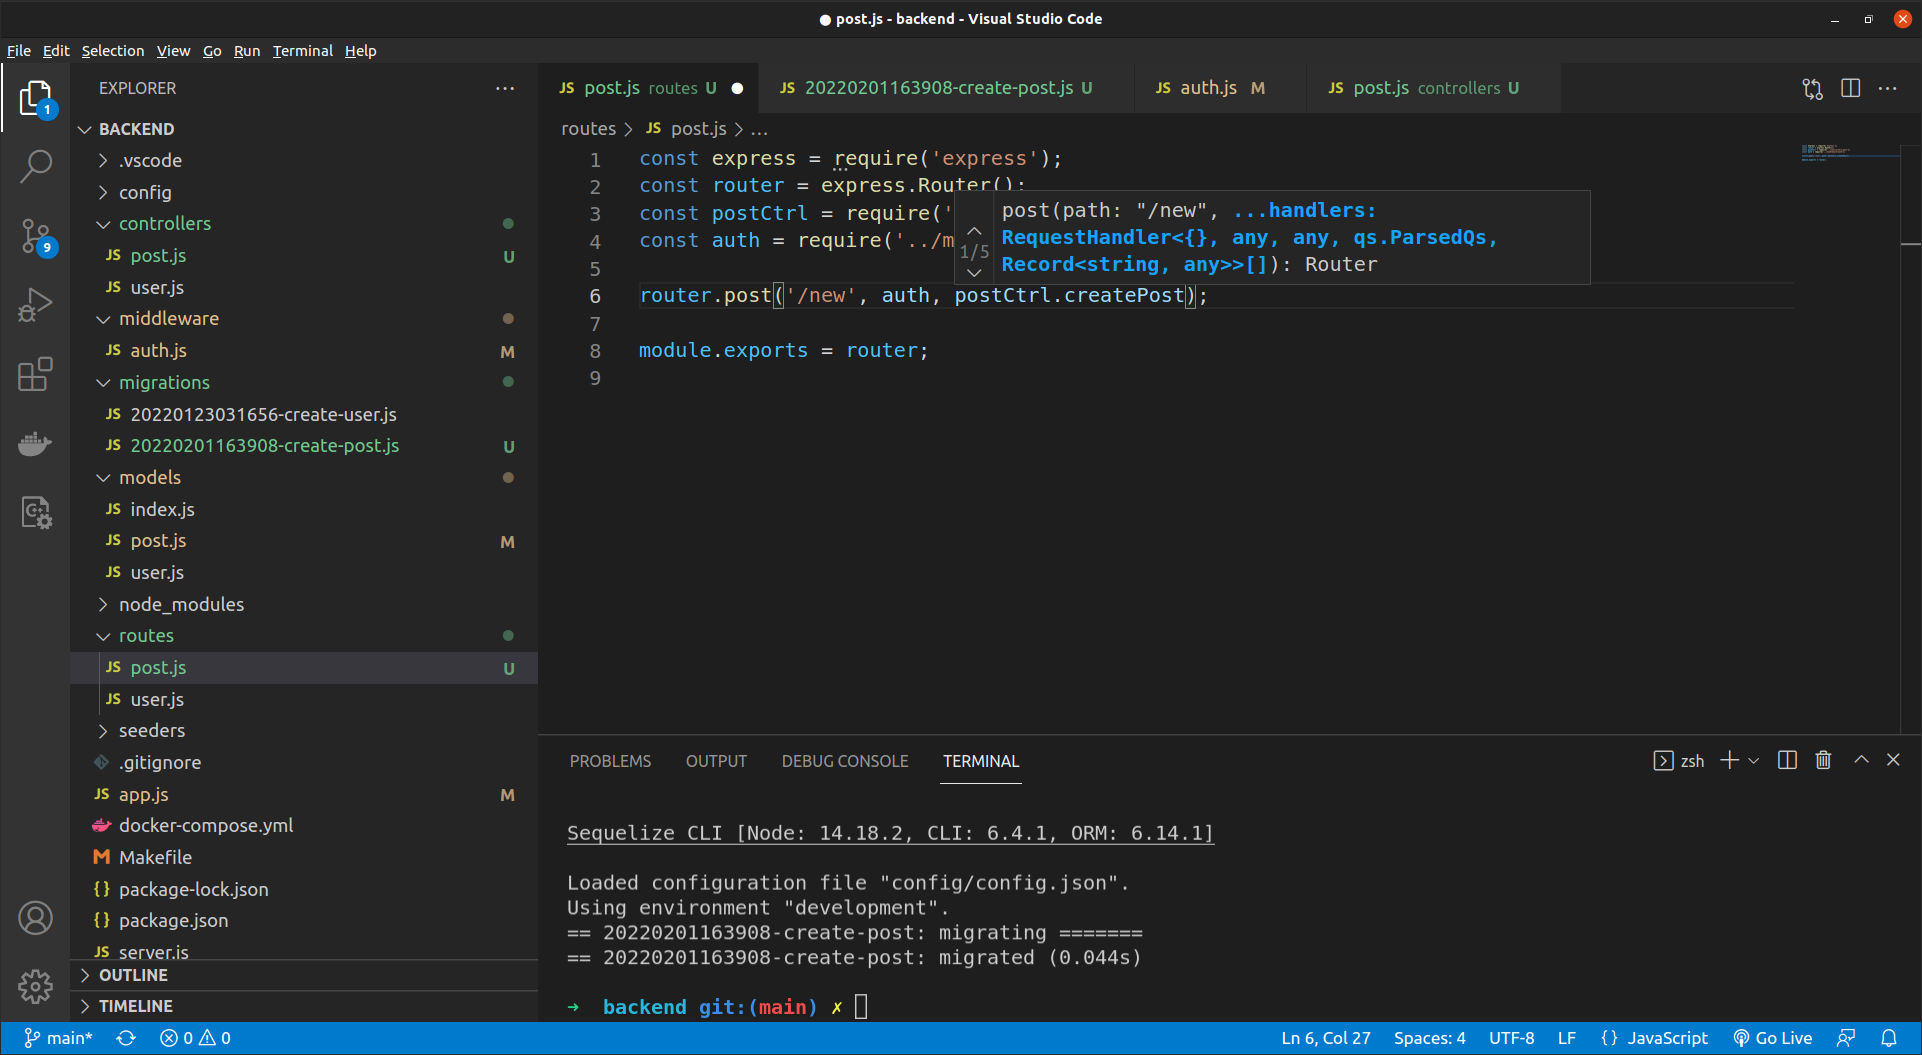 ● post.js - backend - Visual Studio Code
File Edit Selection View Go Run Terminal Help
1
9
EXPLORER
BACKEND
.vscode
config
controllers
JS post.js U
JS user.js
middleware
JS auth.js M
migrations
JS 20220123031656-create-user.js
JS 20220201163908-create-post.js U
models
JS index.js
JS post.js M
JS user.js
node_modules
routes
JS post.js U
JS user.js
seeders
.gitignore
JS app.js M
docker-compose.yml
M Makefile
{} package-lock.json
{} package.json
JS server.js
OUTLINE
TIMELINE
JS post.js routes U ● JS 20220201163908-create-post.js U JS auth.js M JS post.js controllers U
routes > JS post.js > ...
1 const express = require('express');
2 const router = express.Router();
3 const postCtrl = require('
4 const auth = require('../m
5
6 router.post('/new', auth, postCtrl.createPost);
7
8 module.exports = router;
9
1/5
post(path: "/new", ...handlers:
RequestHandler<{}, any, any, qs.ParsedQs,
Record<string, any>>[]): Router
PROBLEMS OUTPUT DEBUG CONSOLE TERMINAL zsh
Sequelize CLI [Node: 14.18.2, CLI: 6.4.1, ORM: 6.14.1]
Loaded configuration file "config/config.json".
Using environment "development".
== 20220201163908-create-post: migrating =======
== 20220201163908-create-post: migrated (0.044s)
➜ backend git:(main) ✗
main* 0 0 Ln 6, Col 27 Spaces: 4 UTF-8 LF {} JavaScript Go Live